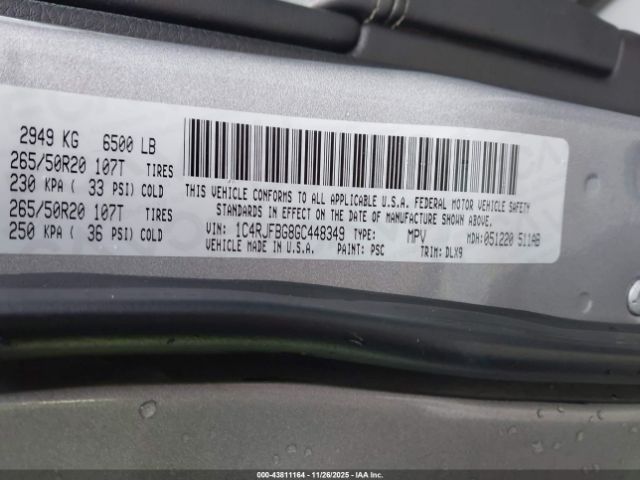 2949 KG 6500 LB
265/50R20 107T TIRES
230 KPA ( 33 PSI) COLD
265/50R20 107T TIRES
250 KPA ( 36 PSI) COLD
THIS VEHICLE CONFORMS TO ALL APPLICABLE U.S.A. FEDERAL MOTOR VEHICLE SAFETY
STANDARDS IN EFFECT ON THE DATE OF MANUFACTURE SHOWN ABOVE.
VIN: 1C4RJFBG8GC448349 TYPE: MPV MDH:051220 511AB
VEHICLE MADE IN U.S.A. PAINT: PSC TRIM: DLX9
000-43811164 - 11/26/2025 - IAA Inc.